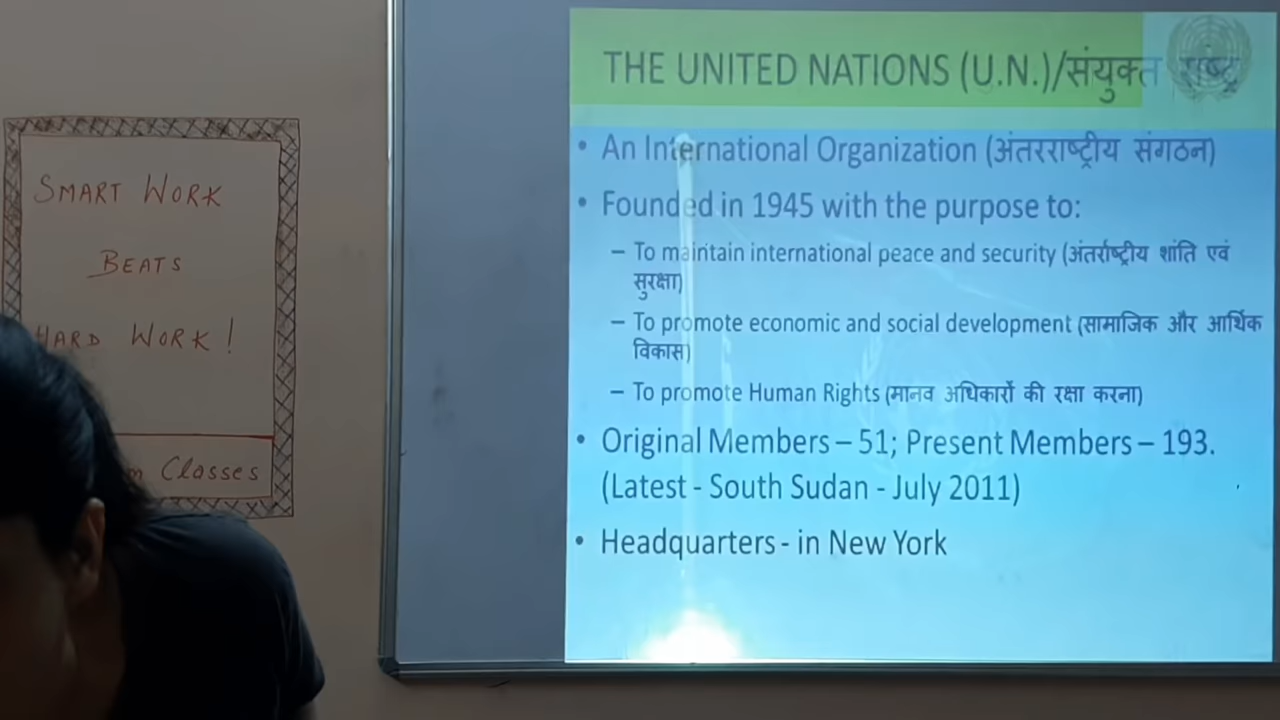 SMART WORK
BEATS
HARD WORK!
Classes
THE UNITED NATIONS (U.N.)/संयुक्त राष्ट्र
• An International Organization (अंतरराष्ट्रीय संगठन)
• Founded in 1945 with the purpose to:
– To maintain international peace and security (अंतर्राष्ट्रीय शांति एवं
सुरक्षा)
– To promote economic and social development (सामाजिक और आर्थिक
विकास)
– To promote Human Rights (मानव अधिकारों की रक्षा करना)
• Original Members – 51; Present Members – 193.
(Latest - South Sudan - July 2011)
• Headquarters - in New York